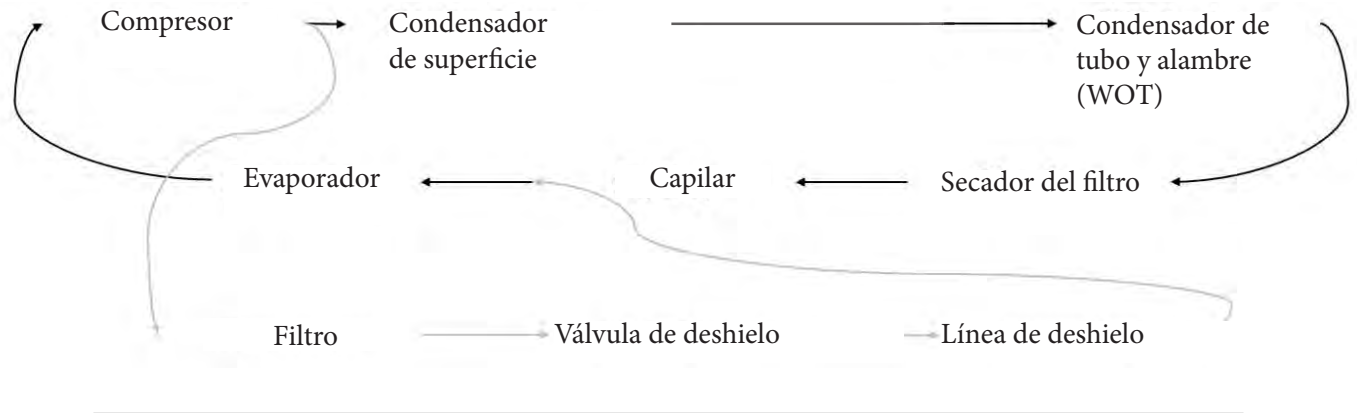 Compresor
Condensador
de superficie
Condensador de
tubo y alambre
(WOT)
Evaporador
Capilar
Secador del filtro
Filtro
Válvula de deshielo
Línea de deshielo